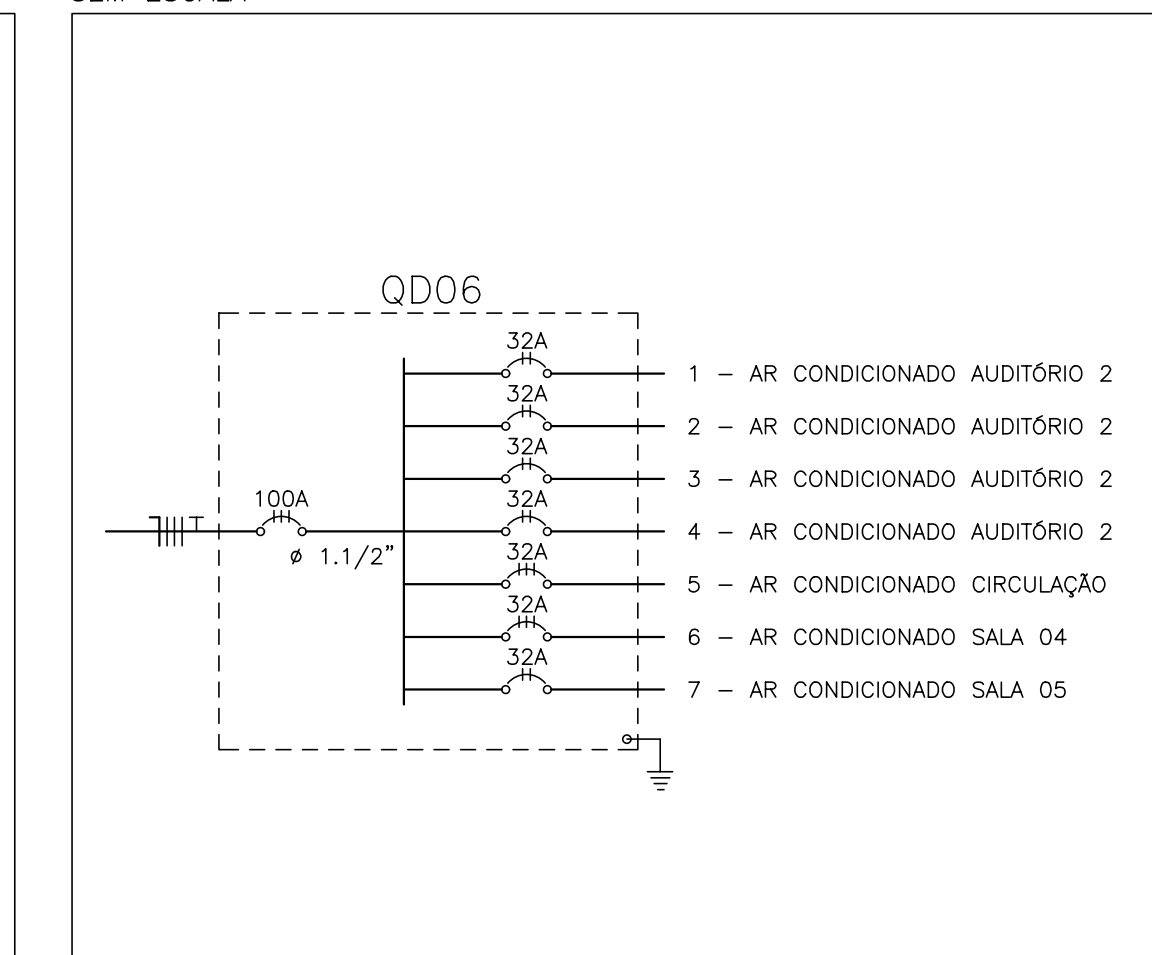 QD06
32A
1 – AR CONDICIONADO AUDITÓRIO 2
32A
2 – AR CONDICIONADO AUDITÓRIO 2
32A
3 – AR CONDICIONADO AUDITÓRIO 2
100A
32A
4 – AR CONDICIONADO AUDITÓRIO 2
ø 1.1/2"
32A
5 – AR CONDICIONADO CIRCULAÇÃO
32A
6 – AR CONDICIONADO SALA 04
32A
7 – AR CONDICIONADO SALA 05